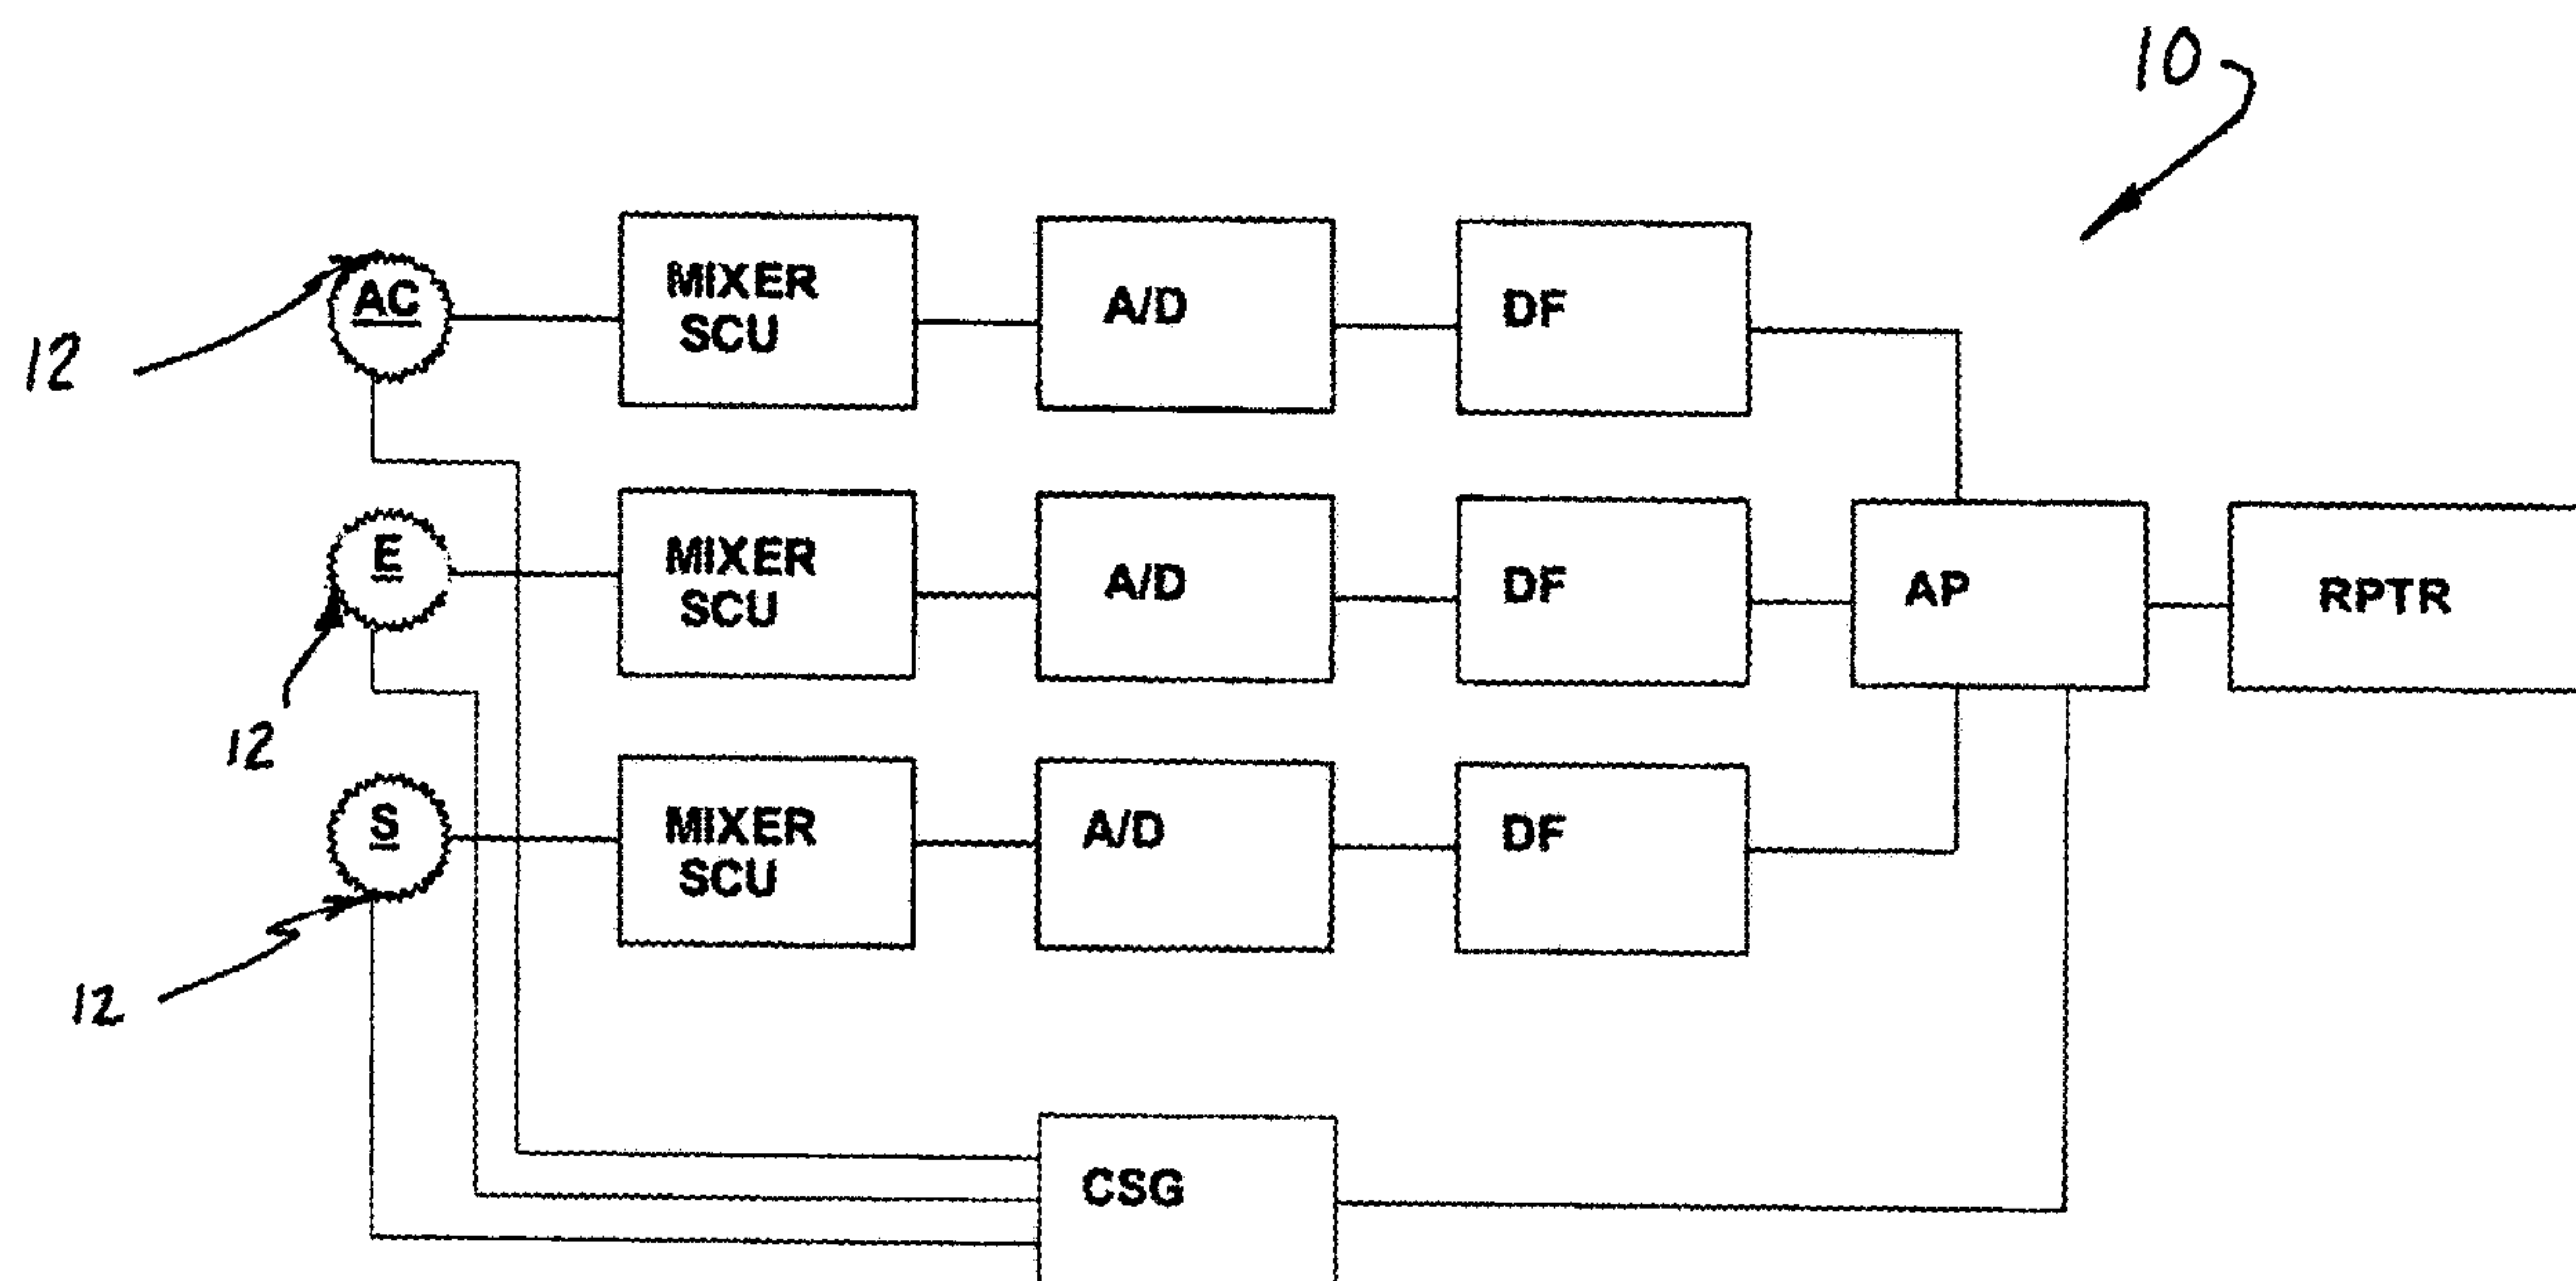 10
AC
MIXER
SCU
A/D
DF
12
E
MIXER
SCU
A/D
DF
AP
RPTR
12
S
MIXER
SCU
A/D
DF
12
CSG